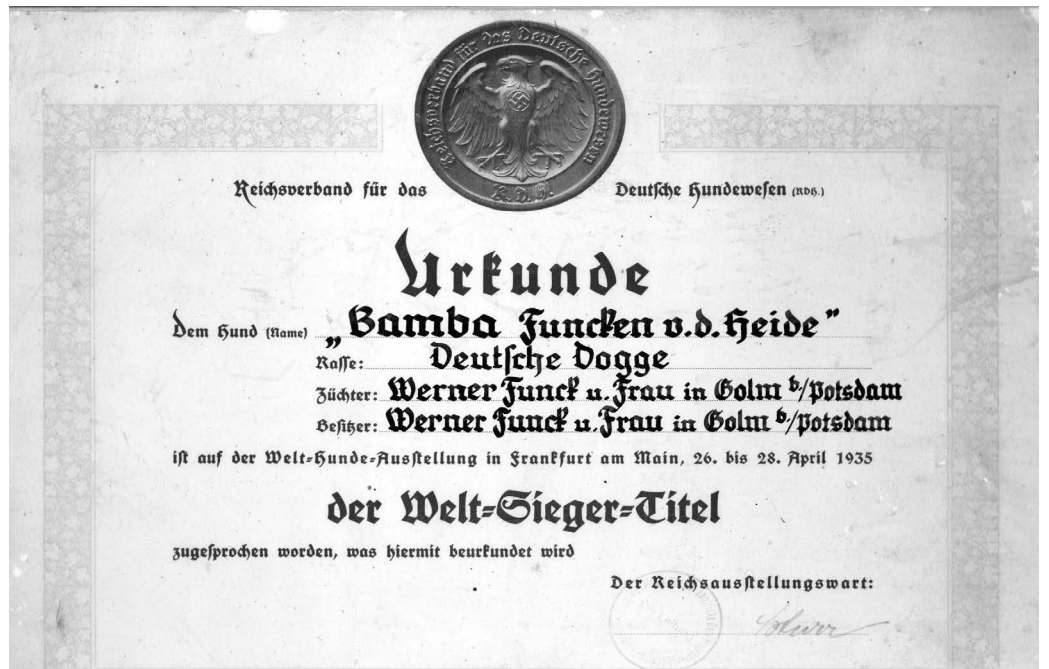 Reichsverband für das Deutsche Hundewesen
R.D.H.
Reichsverband für das Deutsche Hundewesen (RDH.)
Urkunde
Dem Hund (Name) „Bamba Funcken v.d. Heide"
Rasse: Deutsche Dogge
Züchter: Werner Funck u. Frau in Golm b/Potsdam
Besitzer: Werner Funck u. Frau in Golm b/Potsdam
ist auf der Welt-Hunde-Ausstellung in Frankfurt am Main, 26. bis 28. April 1935
der Welt-Sieger-Titel
zugesprochen worden, was hiermit beurkundet wird
Der Reichsausstellungswart: